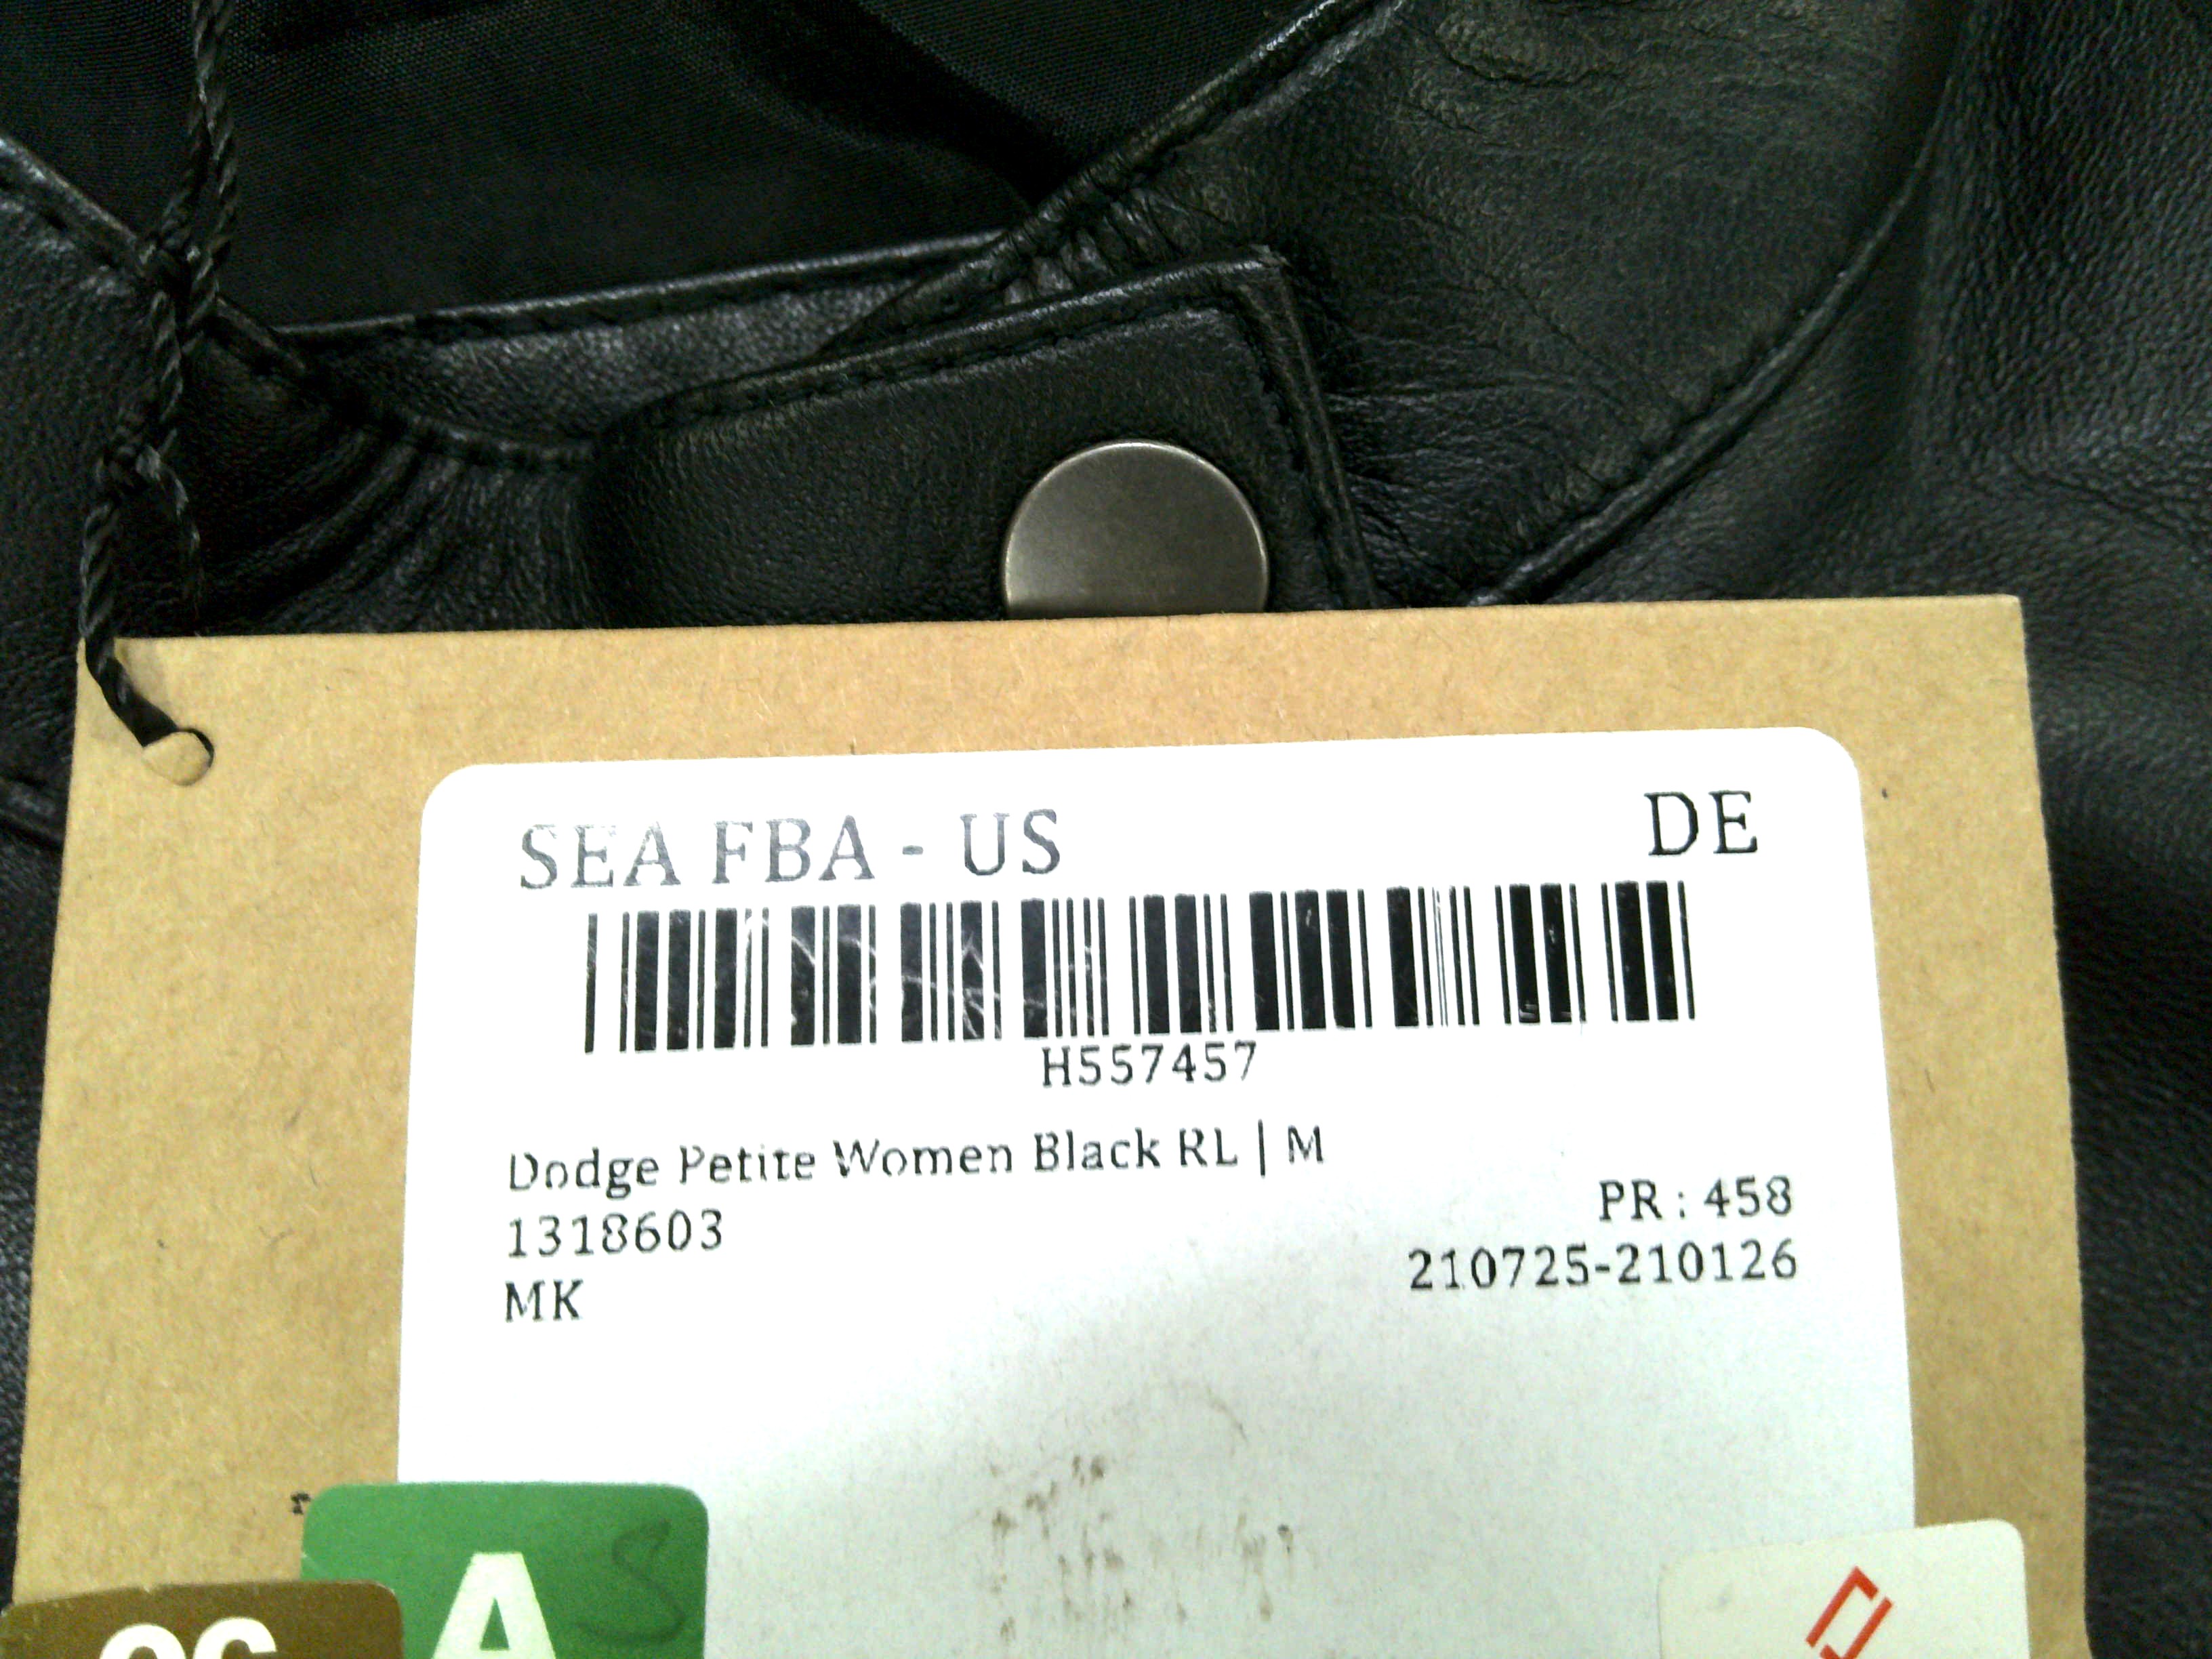 SEA FBA - US DE
H557457
Dodge Petite Women Black RL | M
1318603 PR : 458
MK 210725-210126
A S